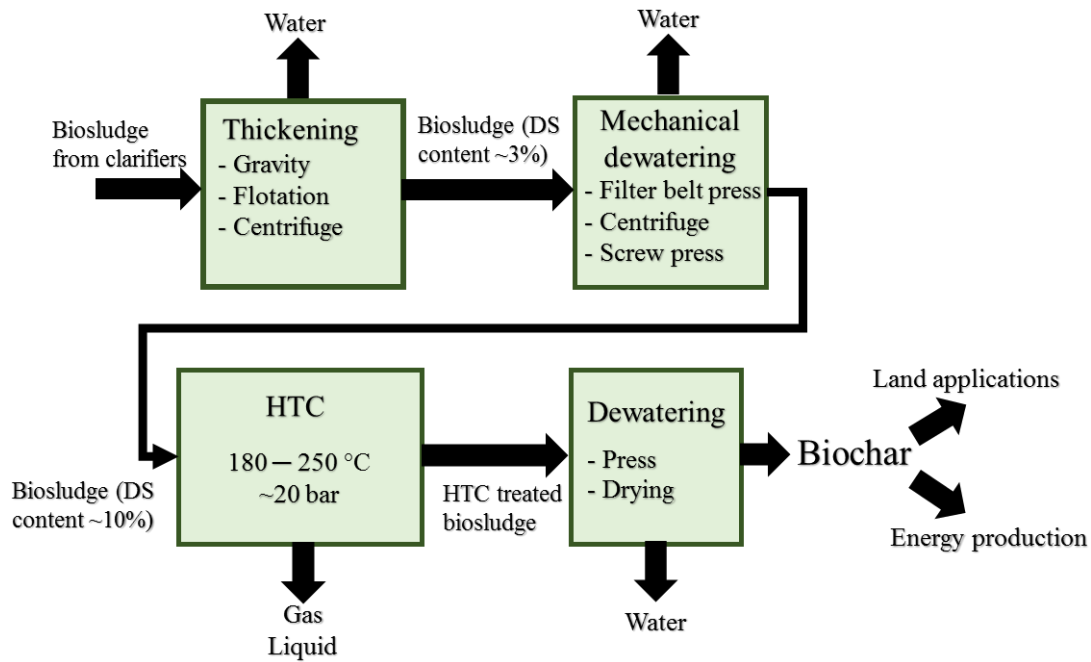 Water
Water
Biosludge
from clarifiers
Thickening
- Gravity
- Flotation
- Centrifuge
Biosludge (DS
content ~3%)
Mechanical
dewatering
- Filter belt press
- Centrifuge
- Screw press
Biosludge (DS
content ~10%)
HTC
180 – 250 °C
~20 bar
Gas
Liquid
HTC treated
biosludge
Dewatering
- Press
- Drying
Water
Biochar
Land applications
Energy production